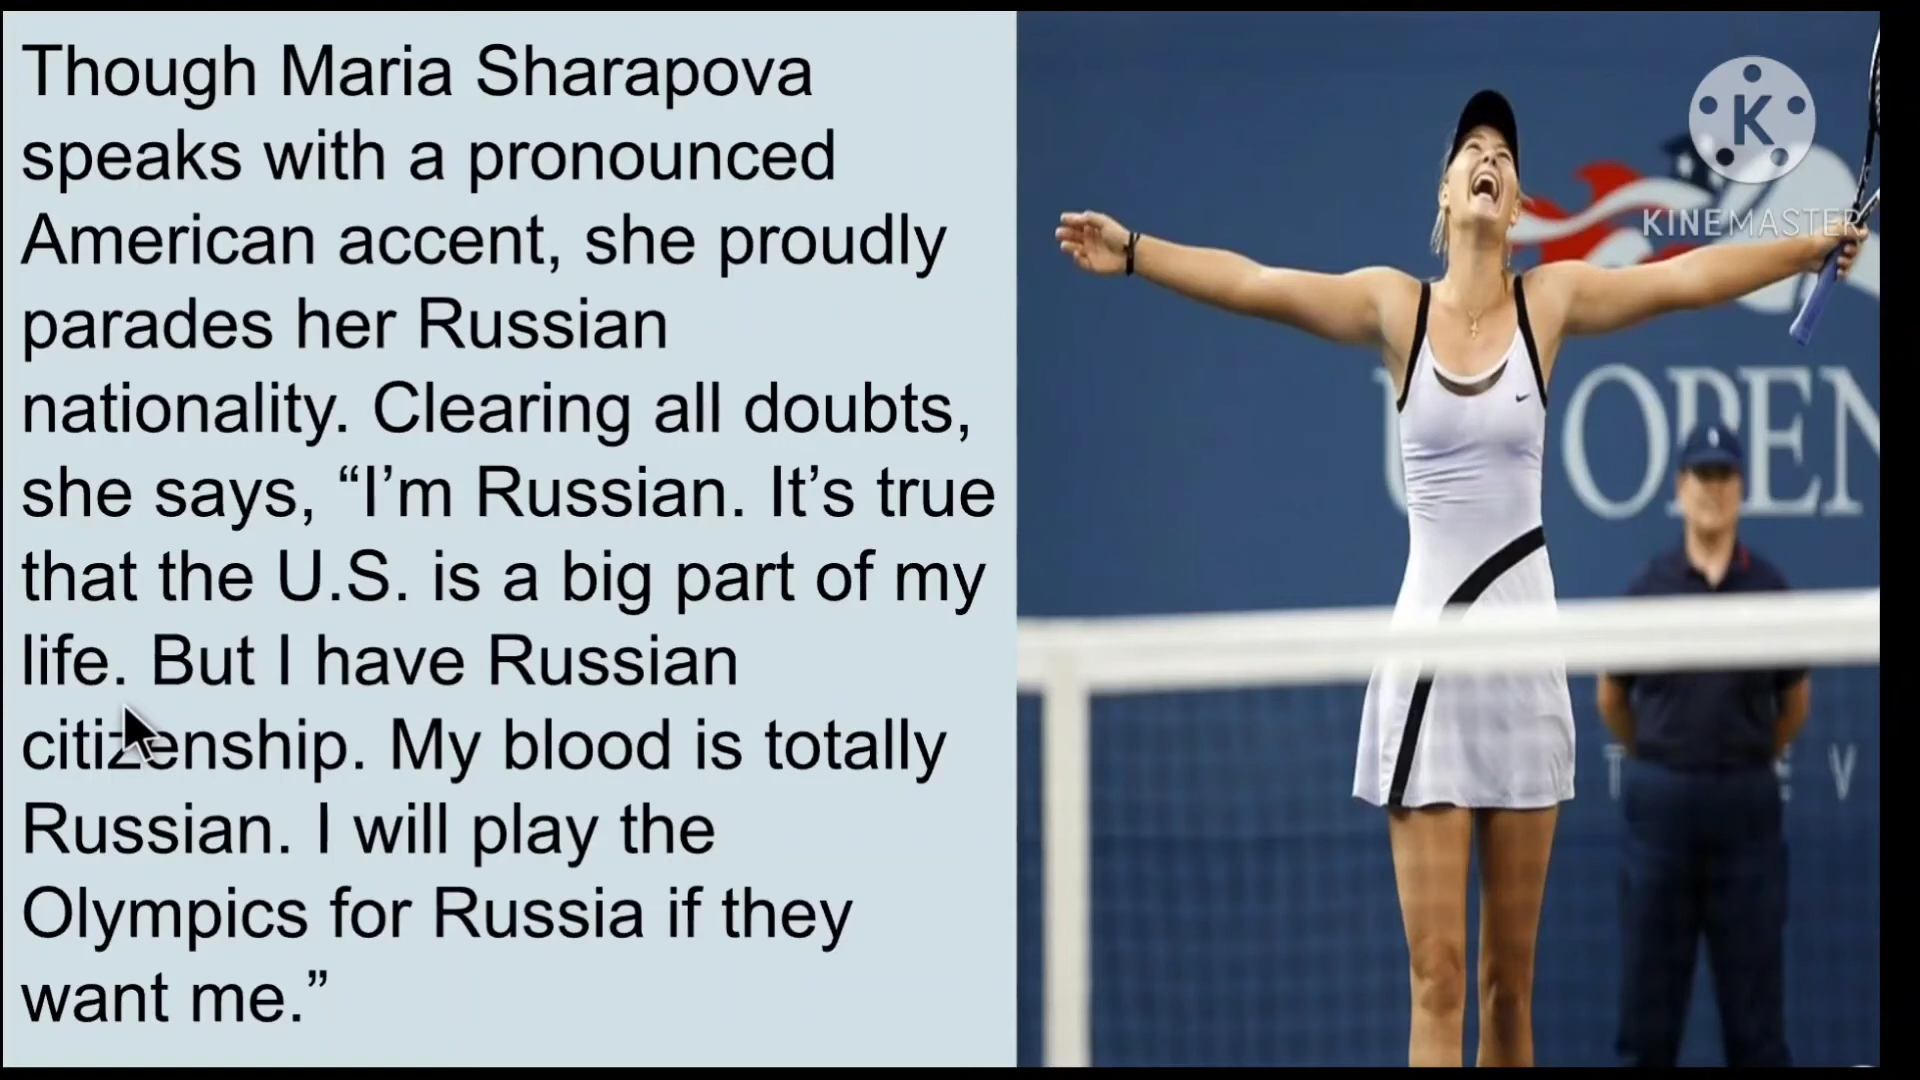 Though Maria Sharapova
speaks with a pronounced
American accent, she proudly
parades her Russian
nationality. Clearing all doubts,
she says, “I’m Russian. It’s true
that the U.S. is a big part of my
life. But I have Russian
citizenship. My blood is totally
Russian. I will play the
Olympics for Russia if they
want me.”
K
KINEMASTER
OPEN